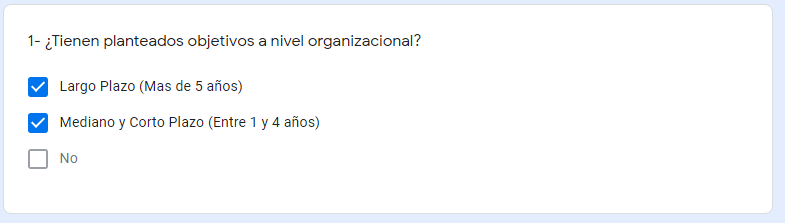 1- ¿Tienen planteados objetivos a nivel organizacional?
Largo Plazo (Mas de 5 años)
Mediano y Corto Plazo (Entre 1 y 4 años)
No